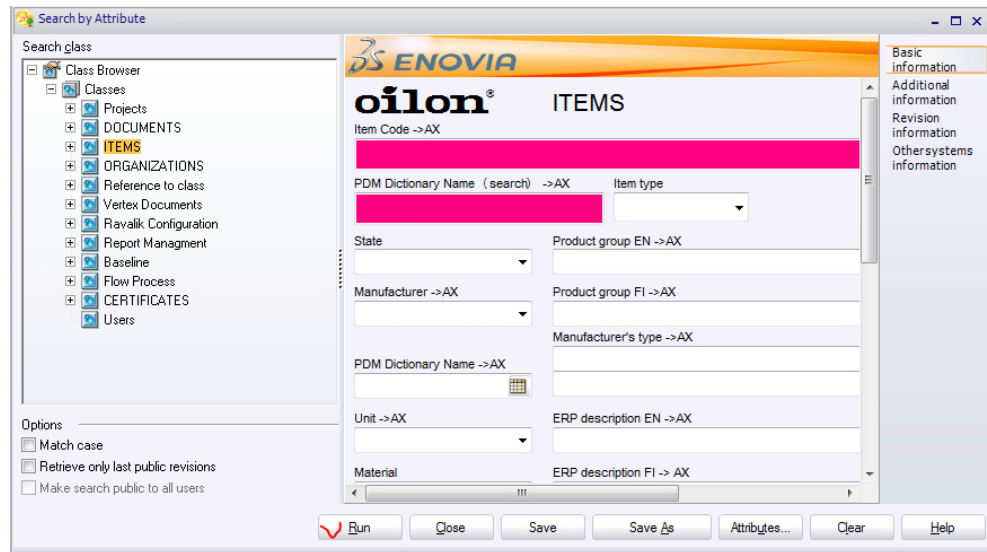 Search by Attribute
Search class
Class Browser
Classes
Projects
DOCUMENTS
ITEMS
ORGANIZATIONS
Reference to class
Vertex Documents
Ravalik Configuration
Report Managment
Baseline
Flow Process
CERTIFICATES
Users
Options
Match case
Retrieve only last public revisions
Make search public to all users
ENOVIA
oilon® ITEMS
Item Code ->AX
PDM Dictionary Name (search) ->AX Item type
State Product group EN ->AX
Manufacturer ->AX Product group FI ->AX
Manufacturer's type ->AX
PDM Dictionary Name ->AX
Unit ->AX ERP description EN ->AX
Material ERP description FI -> AX
Basic
information
Additional
information
Revision
information
Othersystems
information
Run Close Save Save As Attributes... Clear Help